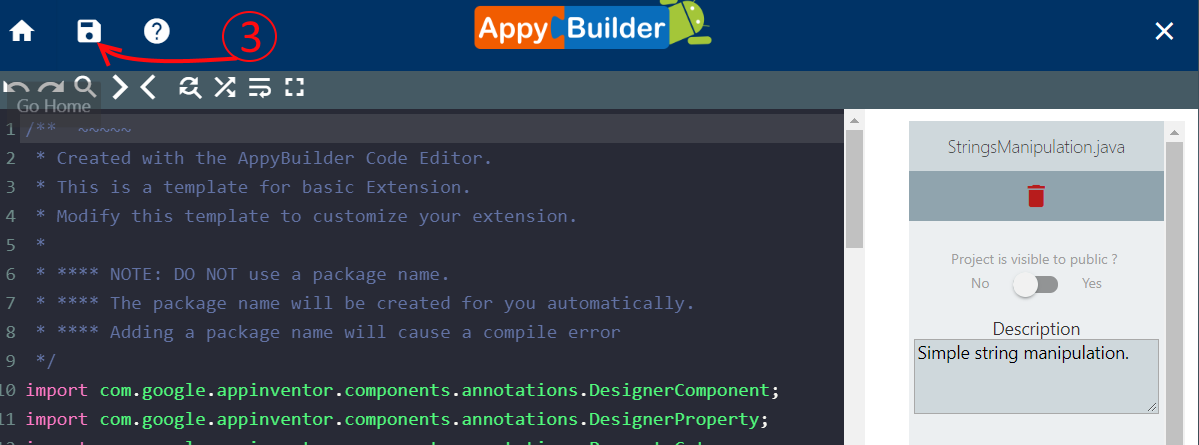 3
Appy Builder
Go Home
1 /** ~~~~~
2 * Created with the AppyBuilder Code Editor.
3 * This is a template for basic Extension.
4 * Modify this template to customize your extension.
5 *
6 * **** NOTE: DO NOT use a package name.
7 * **** The package name will be created for you automatically.
8 * **** Adding a package name will cause a compile error
9 */
10 import com.google.appinventor.components.annotations.DesignerComponent;
11 import com.google.appinventor.components.annotations.DesignerProperty;
StringsManipulation.java
Project is visible to public ?
No Yes
Description
Simple string manipulation.